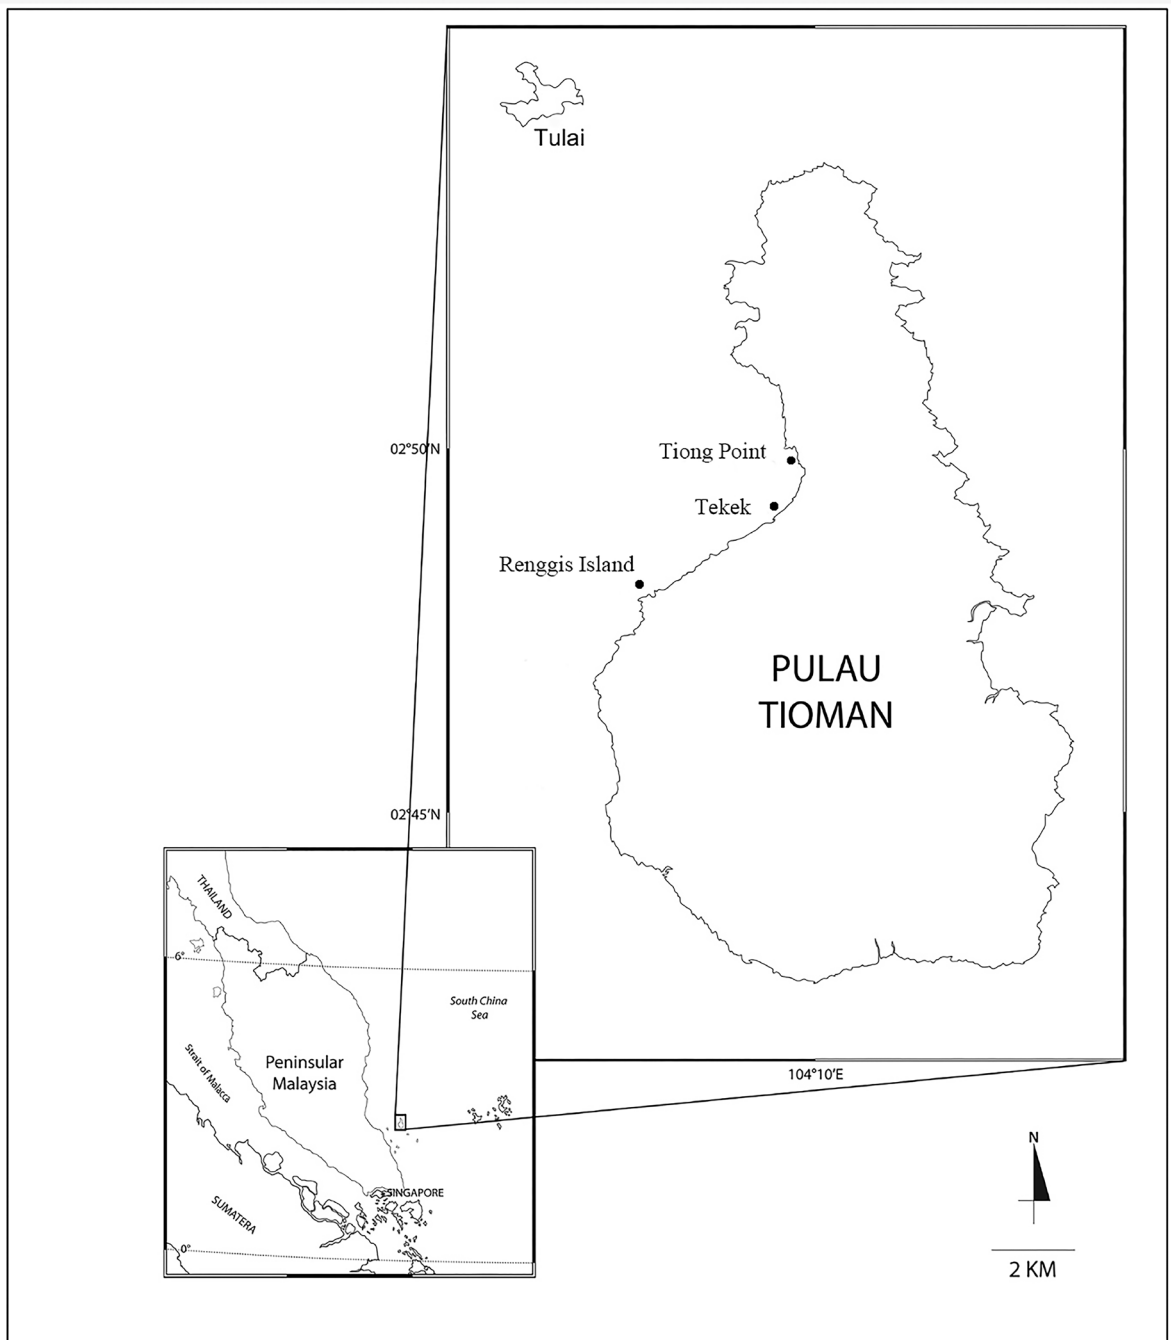 Tulai
02°50'N
Tiong Point
Tekek
Renggis Island
PULAU
TIOMAN
02°45'N
104°10'E
THAILAND
6°
South China
Sea
Peninsular
Malaysia
Strait of Malacca
SINGAPORE
SUMATERA
0°
N
2 KM